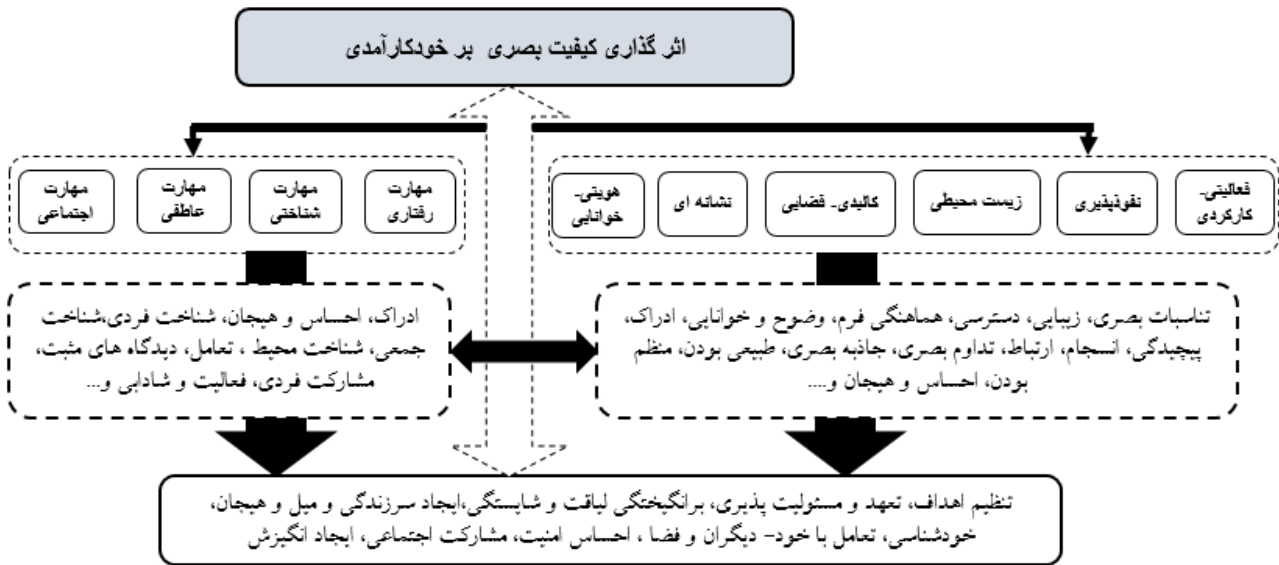 اثر گذاری کیفیت بصری بر خودکارآمدی
فعالیتی-
کارکردی
نفوذپذیری
زیست محیطی
کالبدی- فضایی
نشانه ای
هویتی-
خوانایی
مهارت
رفتاری
مهارت
شناختی
مهارت
عاطفی
مهارت
اجتماعی
تناسبات بصری، زیبایی، دسترسی، هماهنگی فرم، وضوح و خوانایی، ادراک،
پیچیدگی، انسجام، ارتباط، تداوم بصری، جاذبه بصری، طبیعی بودن، منظم
بودن، احساس و هیجان و....
ادراک، احساس و هیجان، شناخت فردی،شناخت
جمعی، شناخت محیط ، تعامل، دیدگاه های مثبت،
مشارکت فردی، فعالیت و شادابی و...
تنظیم اهداف، تعهد و مسئولیت پذیری، برانگیختگی لیاقت و شایستگی،ایجاد سرزندگی و میل و هیجان،
خودشناسی، تعامل با خود- دیگران و فضا ، احساس امنیت، مشارکت اجتماعی، ایجاد انگیزش